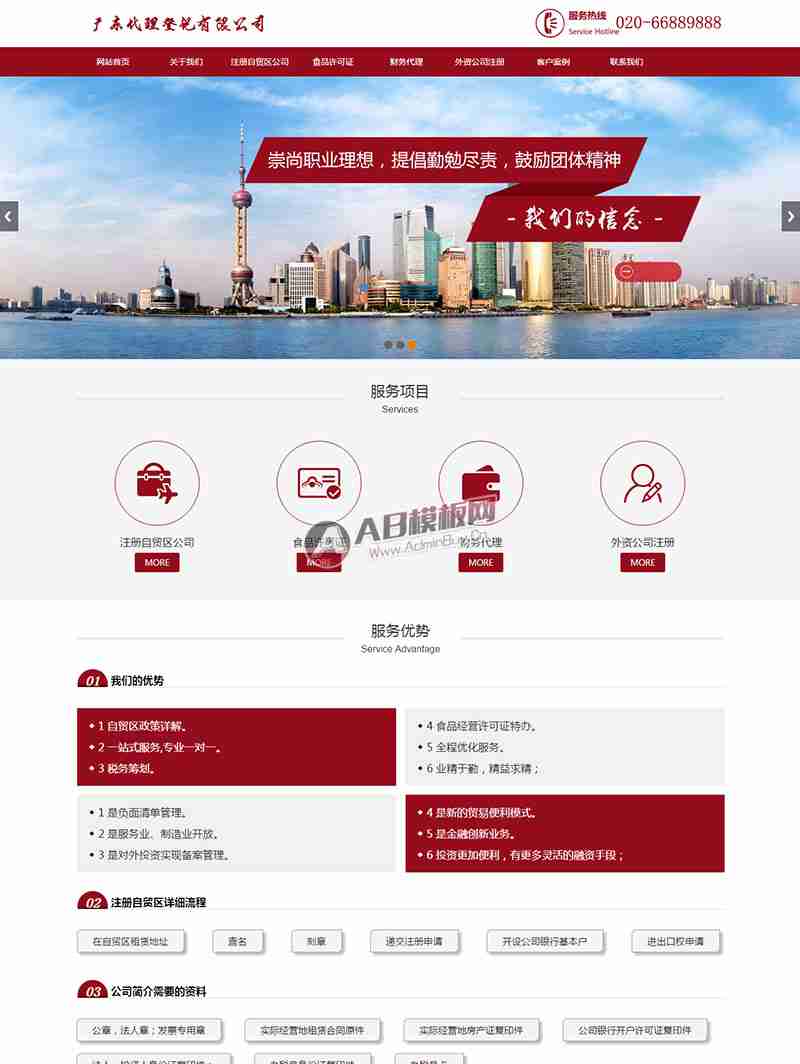 广东代理登记有限公司
服务热线
Service Hotline
020-66889888
网站首页 关于我们 注册自贸区公司 食品许可证 财务代理 外资公司注册 客户案例 联系我们
崇尚职业理想，提倡勤勉尽责，鼓励团体精神
- 我们的信念 -
服务项目
Services
注册自贸区公司 食品许可证 财务代理 外资公司注册
MORE MORE MORE MORE
AB模板网
Www.AdminBuy.Cn
服务优势
Service Advantage
01 我们的优势
• 1 自贸区政策详解。
• 2 一站式服务,专业一对一。
• 3 税务筹划。
• 4 食品经营许可证特办。
• 5 全程优化服务。
• 6 业精于勤，精益求精；
• 1 是负面清单管理。
• 2 是服务业、制造业开放。
• 3 是对外投资实现备案管理。
• 4 是新的贸易便利模式。
• 5 是金融创新业务。
• 6 投资更加便利，有更多灵活的融资手段；
02 注册自贸区详细流程
在自贸区租赁地址 查名 刻章 递交注册申请 开设公司银行基本户 进出口权申请
03 公司简介需要的资料
公章，法人章；发票专用章 实际经营地租赁合同原件 实际经营地房产证复印件 公司银行开户许可证复印件